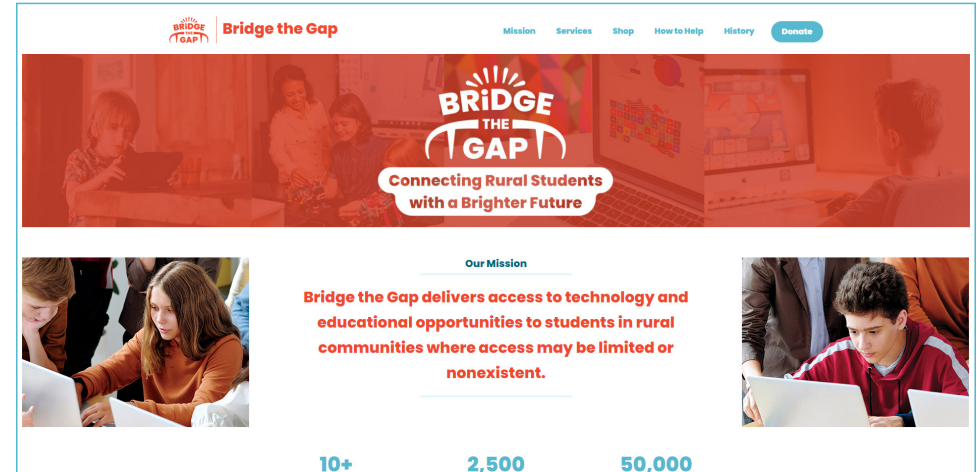 BRiDGE
THE
GAP
Bridge the Gap
Mission Services Shop How to Help History Donate
BRiDGE
THE
GAP
Connecting Rural Students
with a Brighter Future
Our Mission
Bridge the Gap delivers access to technology and
educational opportunities to students in rural
communities where access may be limited or
nonexistent.
10+ 2,500 50,000